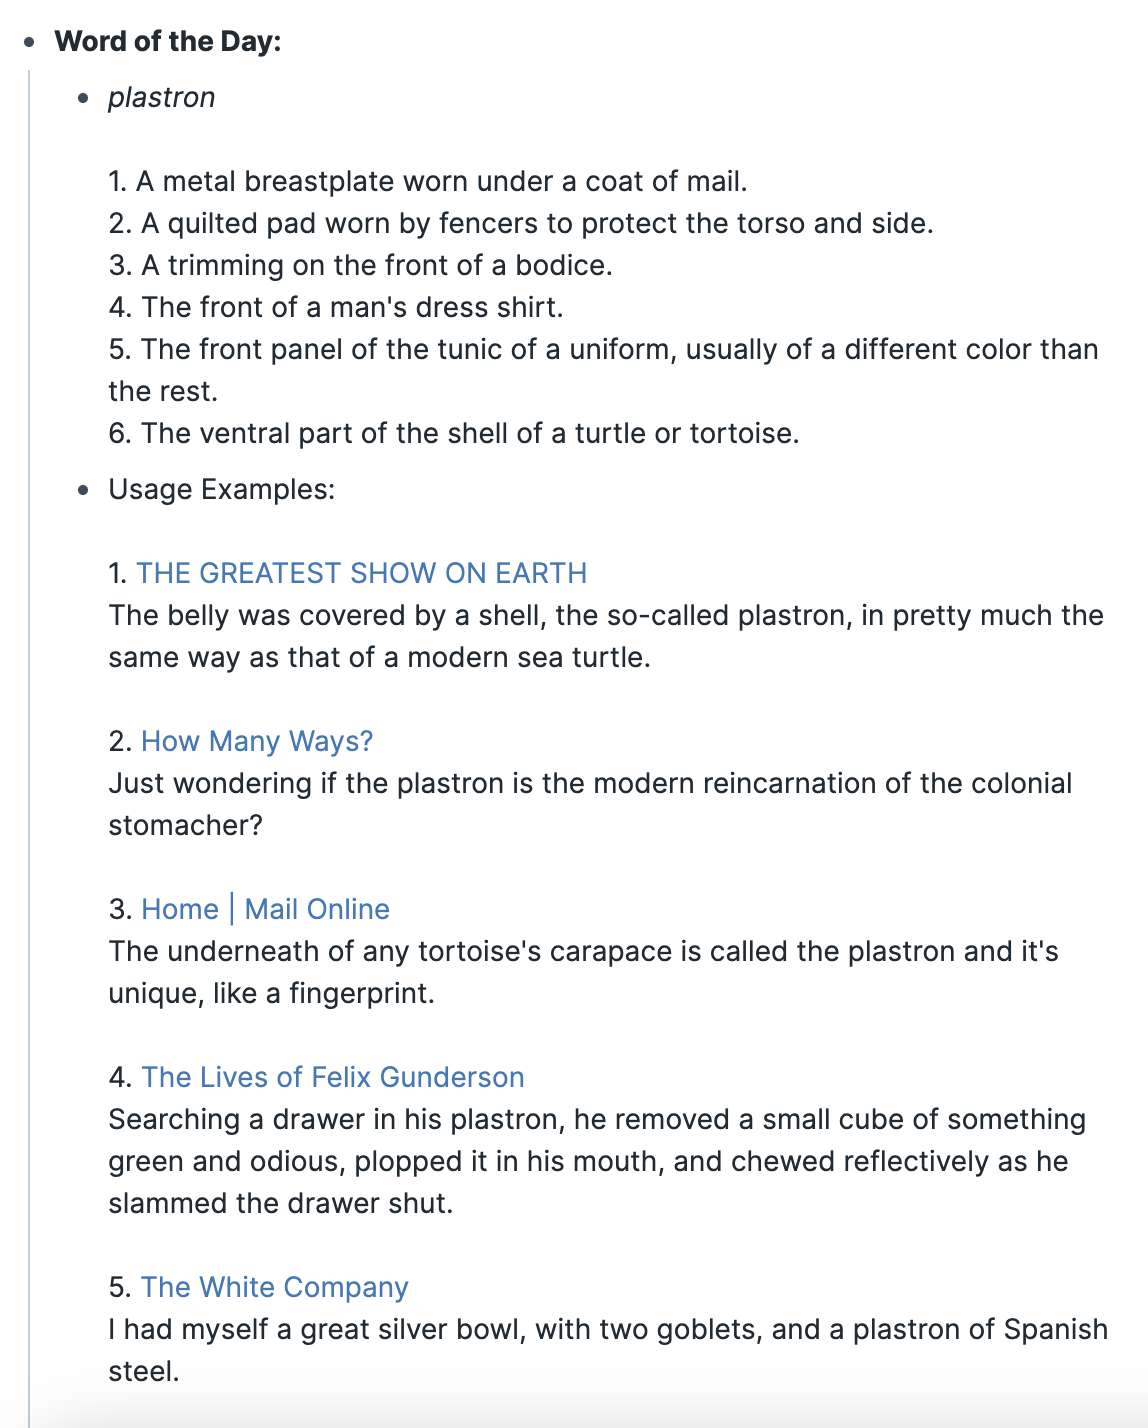 Word of the Day:
plastron
1. A metal breastplate worn under a coat of mail.
2. A quilted pad worn by fencers to protect the torso and side.
3. A trimming on the front of a bodice.
4. The front of a man's dress shirt.
5. The front panel of the tunic of a uniform, usually of a different color than
the rest.
6. The ventral part of the shell of a turtle or tortoise.
Usage Examples:
1. THE GREATEST SHOW ON EARTH
The belly was covered by a shell, the so-called plastron, in pretty much the
same way as that of a modern sea turtle.
2. How Many Ways?
Just wondering if the plastron is the modern reincarnation of the colonial
stomacher?
3. Home | Mail Online
The underneath of any tortoise's carapace is called the plastron and it's
unique, like a fingerprint.
4. The Lives of Felix Gunderson
Searching a drawer in his plastron, he removed a small cube of something
green and odious, plopped it in his mouth, and chewed reflectively as he
slammed the drawer shut.
5. The White Company
I had myself a great silver bowl, with two goblets, and a plastron of Spanish
steel.